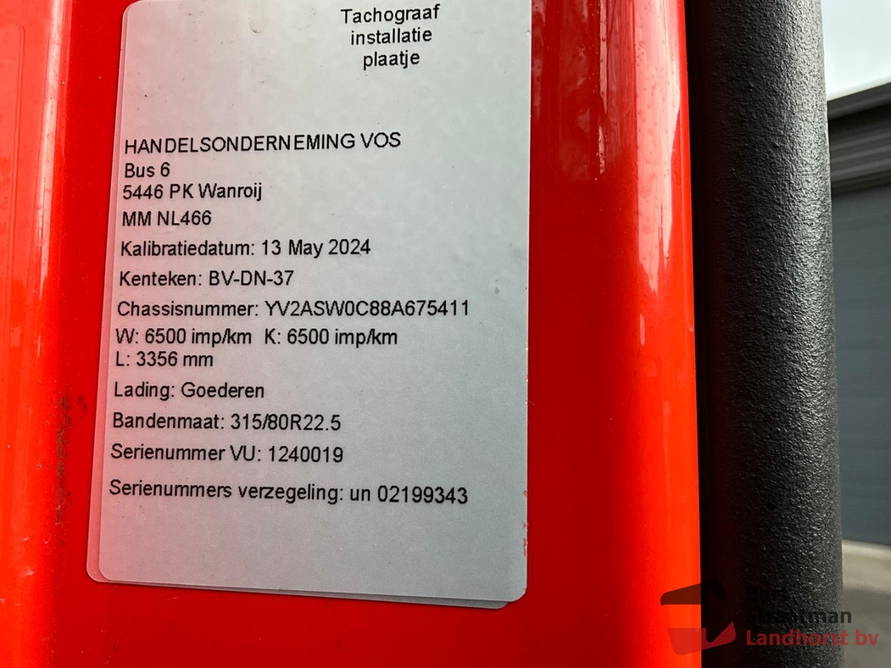 Tachograaf
installatie
plaatje
HANDELSONDERNEMING VOS
Bus 6
5446 PK Wanroij
MM NL466
Kalibratiedatum: 13 May 2024
Kenteken: BV-DN-37
Chassisnummer: YV2ASW0C88A675411
W: 6500 imp/km K: 6500 imp/km
L: 3356 mm
Lading: Goederen
Bandenmaat: 315/80R22.5
Serienummer VU: 1240019
Serienummers verzegeling: un 02199343
Landhorst bv